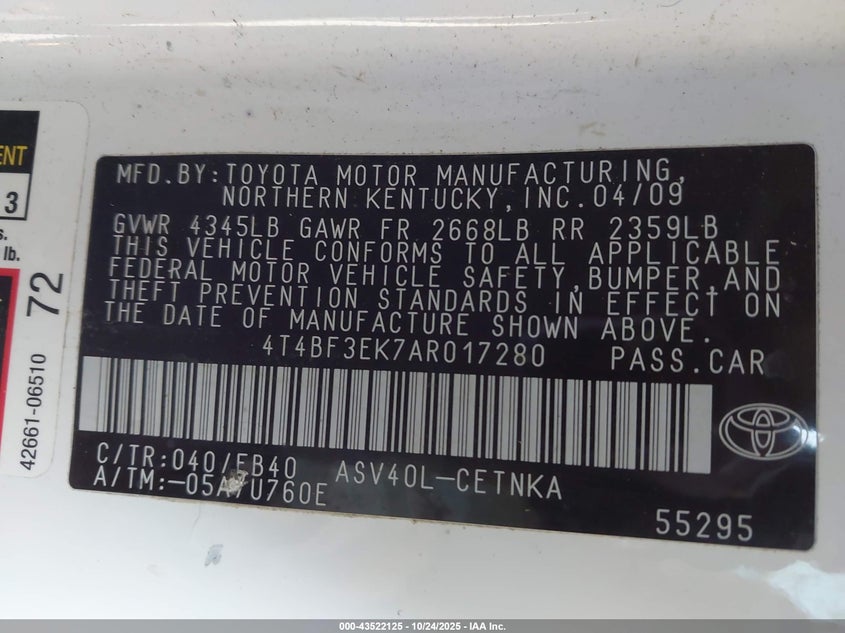 ENT
3
s.
lb.
42661-06510
72
MFD.BY:TOYOTA MOTOR MANUFACTURING,
NORTHERN KENTUCKY,INC.04/09
GVWR 4345LB GAWR FR 2668LB RR 2359LB
THIS VEHICLE CONFORMS TO ALL APPLICABLE
FEDERAL MOTOR VEHICLE SAFETY,BUMPER,AND
THEFT PREVENTION STANDARDS IN EFFECT ON
THE DATE OF MANUFACTURE SHOWN ABOVE.
4T4BF3EK7AR017280 PASS.CAR
C/TR:040/FB40 ASV40L-CETNKA
A/TM:-05A/U760E
55295
000-43522125 - 10/24/2025 - IAA Inc.